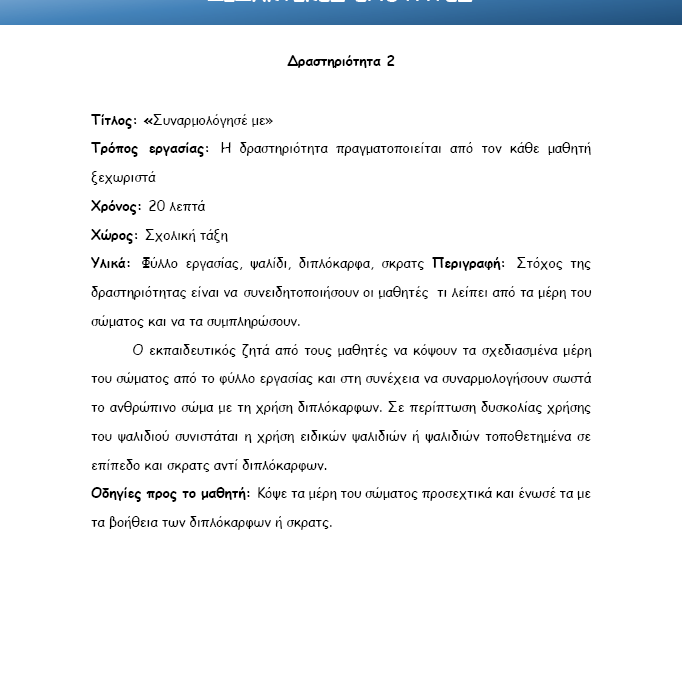 Δραστηριότητα 2
Τίτλος: «Συναρμολόγησέ με»
Τρόπος εργασίας: Η δραστηριότητα πραγματοποιείται από τον κάθε μαθητή
ξεχωριστά
Χρόνος: 20 λεπτά
Χώρος: Σχολική τάξη
Υλικά: Φύλλο εργασίας, ψαλίδι, διπλόκαρφα, σκρατς Περιγραφή: Στόχος της
δραστηριότητας είναι να συνειδητοποιήσουν οι μαθητές τι λείπει από τα μέρη του
σώματος και να τα συμπληρώσουν.
Ο εκπαιδευτικός ζητά από τους μαθητές να κόψουν τα σχεδιασμένα μέρη
του σώματος από το φύλλο εργασίας και στη συνέχεια να συναρμολογήσουν σωστά
το ανθρώπινο σώμα με τη χρήση διπλόκαρφων. Σε περίπτωση δυσκολίας χρήσης
του ψαλιδιού συνιστάται η χρήση ειδικών ψαλιδιών ή ψαλιδιών τοποθετημένα σε
επίπεδο και σκρατς αντί διπλόκαρφων.
Οδηγίες προς το μαθητή: Κόψε τα μέρη του σώματος προσεχτικά και ένωσέ τα με
τα βοήθεια των διπλόκαρφων ή σκρατς.